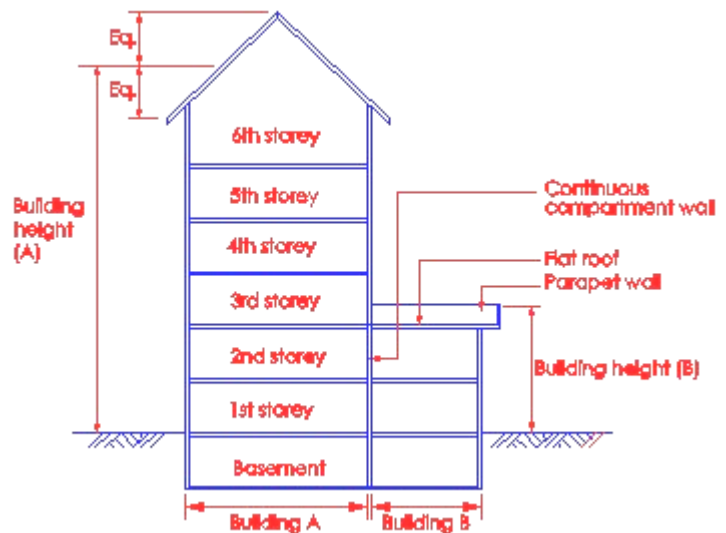 Eq.
Eq.
6th storey
5th storey
4th storey
3rd storey
2nd storey
1st storey
Basement
Building
height
(A)
Continuous
compartment wall
Flat roof
Parapet wall
Building height (B)
Building A
Building B